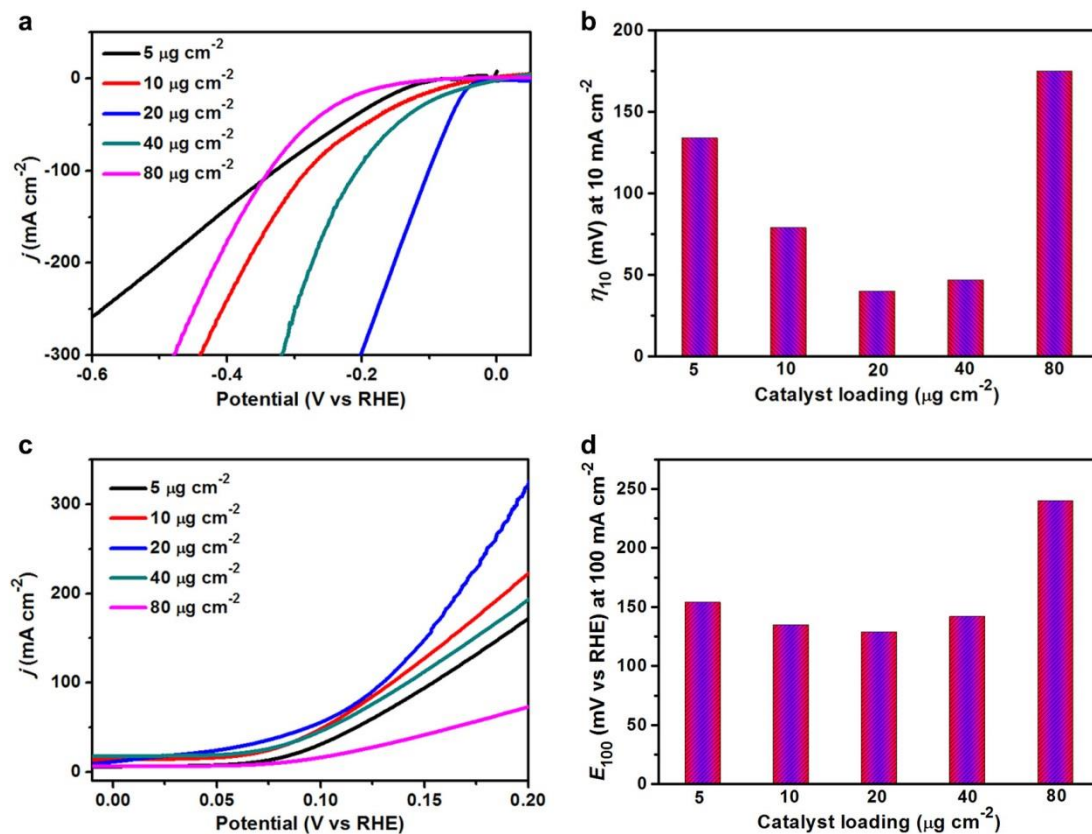 a
5 μg cm⁻²
10 μg cm⁻²
20 μg cm⁻²
40 μg cm⁻²
80 μg cm⁻²
0
-100
-200
-300
j (mA cm⁻²)
-0.6 -0.4 -0.2 0.0
Potential (V vs RHE)
b
200
150
100
50
0
η₁₀ (mV) at 10 mA cm⁻²
5 10 20 40 80
Catalyst loading (μg cm⁻²)
c
5 μg cm⁻²
10 μg cm⁻²
20 μg cm⁻²
40 μg cm⁻²
80 μg cm⁻²
300
200
100
0
j (mA cm⁻²)
0.00 0.05 0.10 0.15 0.20
Potential (V vs RHE)
d
250
200
150
100
50
0
E₁₀₀ (mV vs RHE) at 100 mA cm⁻²
5 10 20 40 80
Catalyst loading (μg cm⁻²)